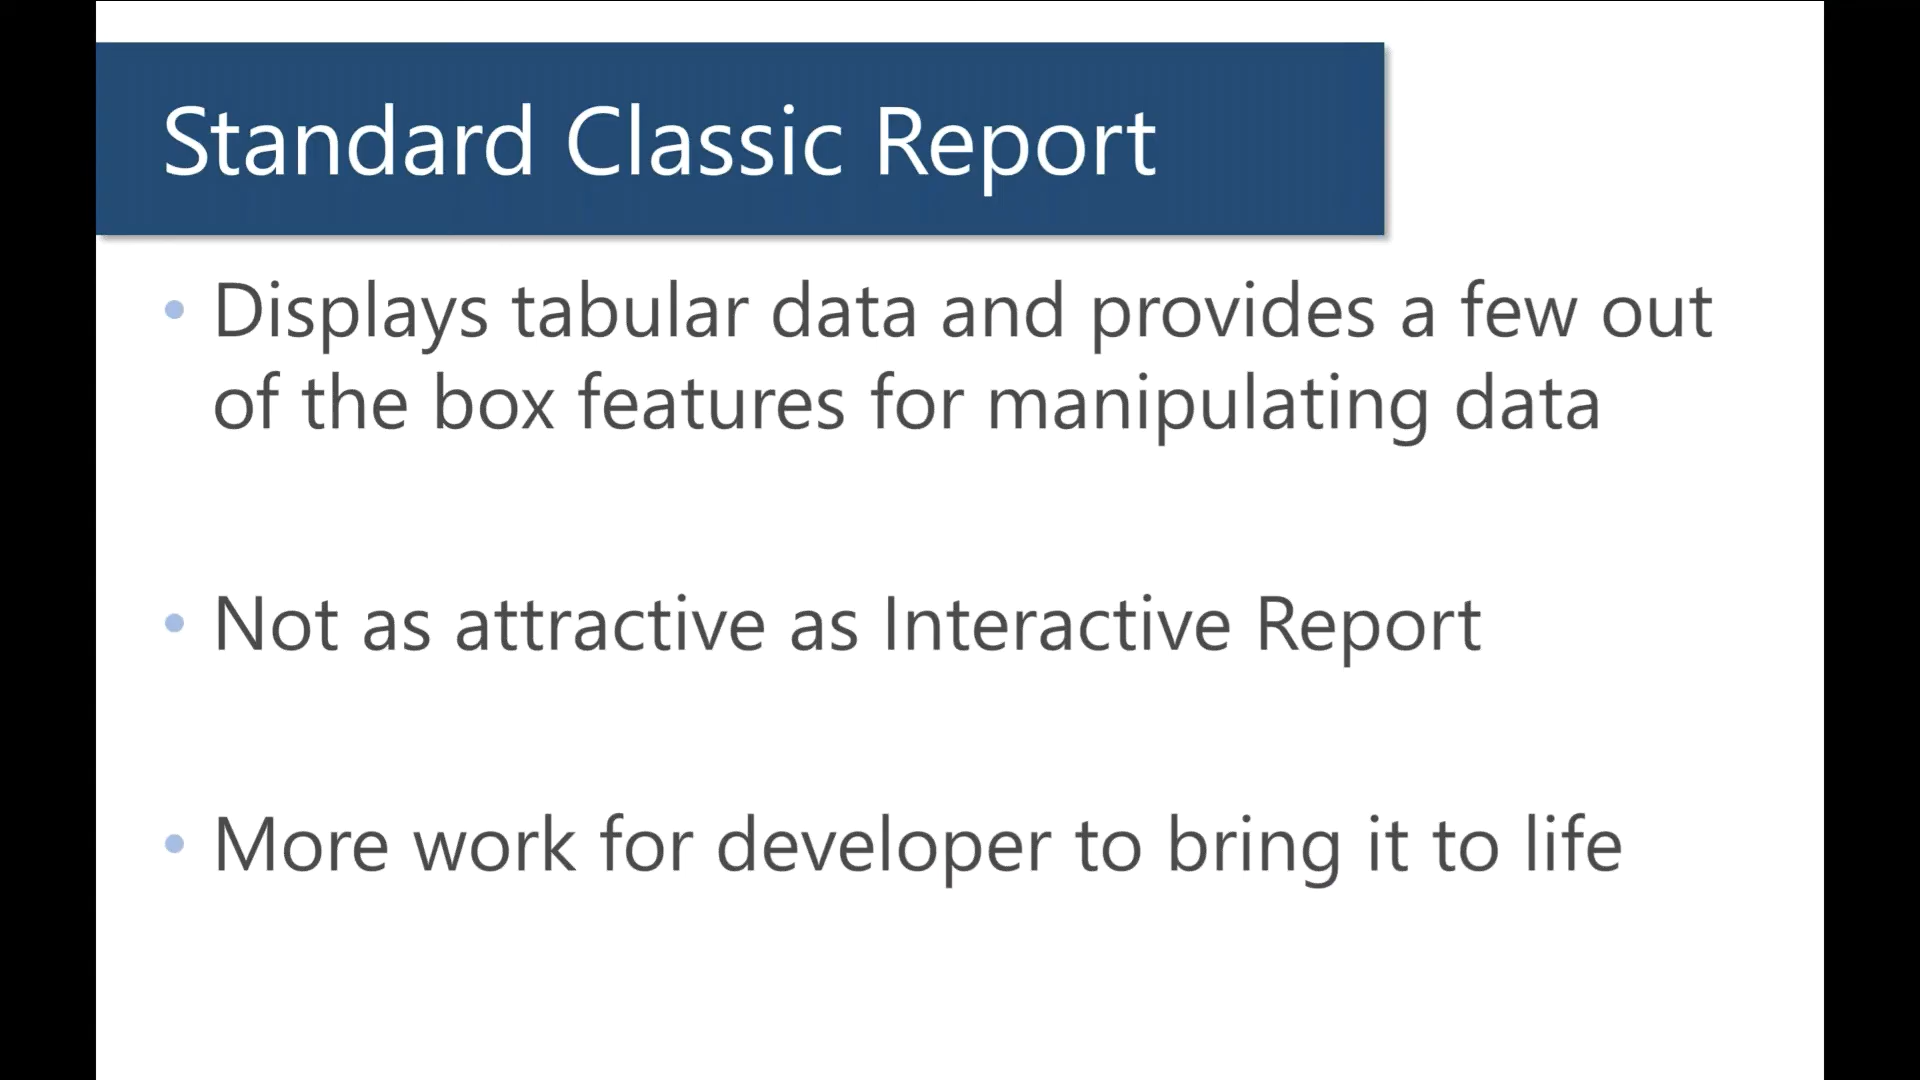 Standard Classic Report
• Displays tabular data and provides a few out
of the box features for manipulating data
• Not as attractive as Interactive Report
• More work for developer to bring it to life